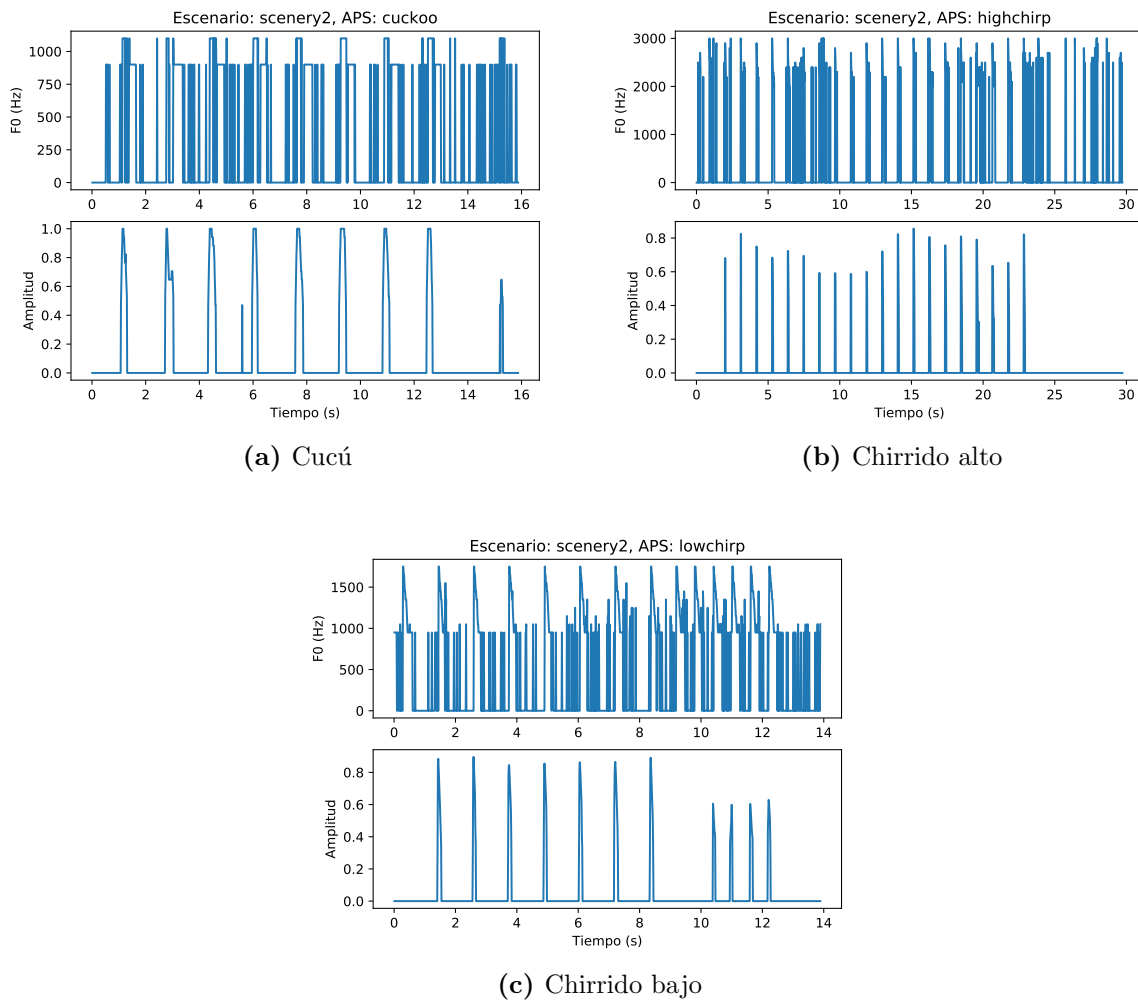 Escenario: scenery2, APS: cuckoo
1000
750
500
250
0
F0 (Hz)
0 2 4 6 8 10 12 14 16
1.0
0.8
0.6
0.4
0.2
0.0
Amplitud
0 2 4 6 8 10 12 14 16
Tiempo (s)
(a) Cucú
Escenario: scenery2, APS: highchirp
3000
2000
1000
0
F0 (Hz)
0 5 10 15 20 25 30
0.8
0.6
0.4
0.2
0.0
Amplitud
0 5 10 15 20 25 30
Tiempo (s)
(b) Chirrido alto
Escenario: scenery2, APS: lowchirp
1500
1000
500
0
F0 (Hz)
0 2 4 6 8 10 12 14
0.8
0.6
0.4
0.2
0.0
Amplitud
0 2 4 6 8 10 12 14
Tiempo (s)
(c) Chirrido bajo